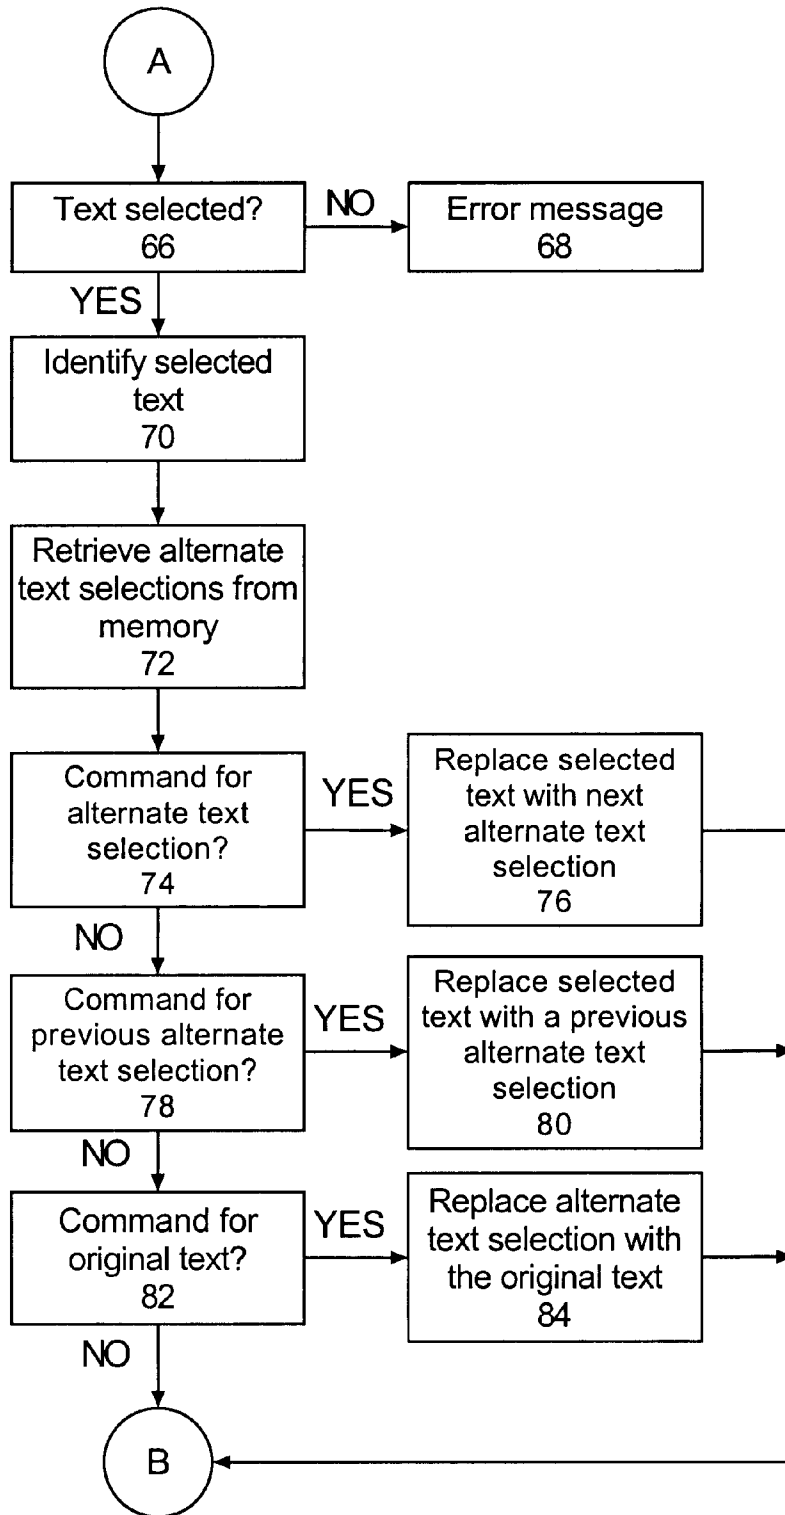 A
Text selected?
66
NO
Error message
68
YES
Identify selected
text
70
Retrieve alternate
text selections from
memory
72
Command for
alternate text
selection?
74
YES
Replace selected
text with next
alternate text
selection
76
NO
Command for
previous alternate
text selection?
78
YES
Replace selected
text with a previous
alternate text
selection
80
NO
Command for
original text?
82
YES
Replace alternate
text selection with
the original text
84
NO
B